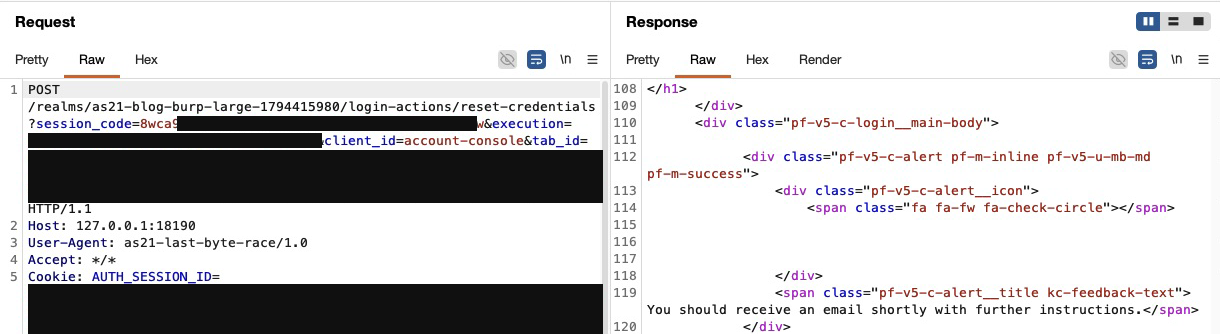 Request
Pretty Raw Hex \n
1 POST
/realms/as21-blog-burp-large-1794415980/login-actions/reset-credentials
?session_code=8wca9 w&execution=
&client_id=account-console&tab_id=
HTTP/1.1
2 Host: 127.0.0.1:18190
3 User-Agent: as21-last-byte-race/1.0
4 Accept: */*
5 Cookie: AUTH_SESSION_ID=
Response
Pretty Raw Hex Render \n
108 </h1>
109 </div>
110 <div class="pf-v5-c-login__main-body">
111
112 <div class="pf-v5-c-alert pf-m-inline pf-v5-u-mb-md
pf-m-success">
113 <div class="pf-v5-c-alert__icon">
114 <span class="fa fa-fw fa-check-circle"></span>
115
116
117
118 </div>
119 <span class="pf-v5-c-alert__title kc-feedback-text">
You should receive an email shortly with further instructions.</span>
120 </div>